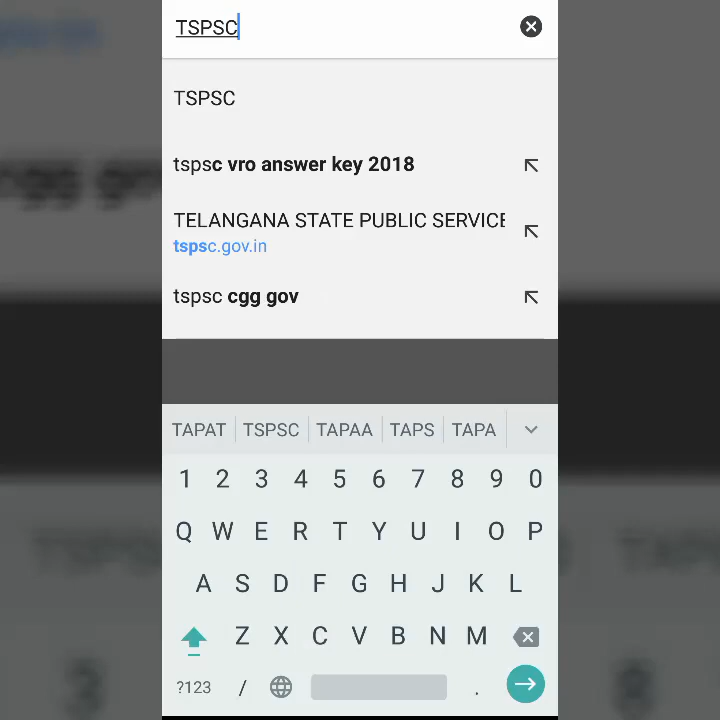 TSPSC
TSPSC
tspsc vro answer key 2018
TELANGANA STATE PUBLIC SERVICE
tspsc.gov.in
tspsc cgg gov
TAPAT TSPSC TAPAA TAPS TAPA
1 2 3 4 5 6 7 8 9 0
Q W E R T Y U I O P
A S D F G H J K L
Z X C V B N M
?123 / .